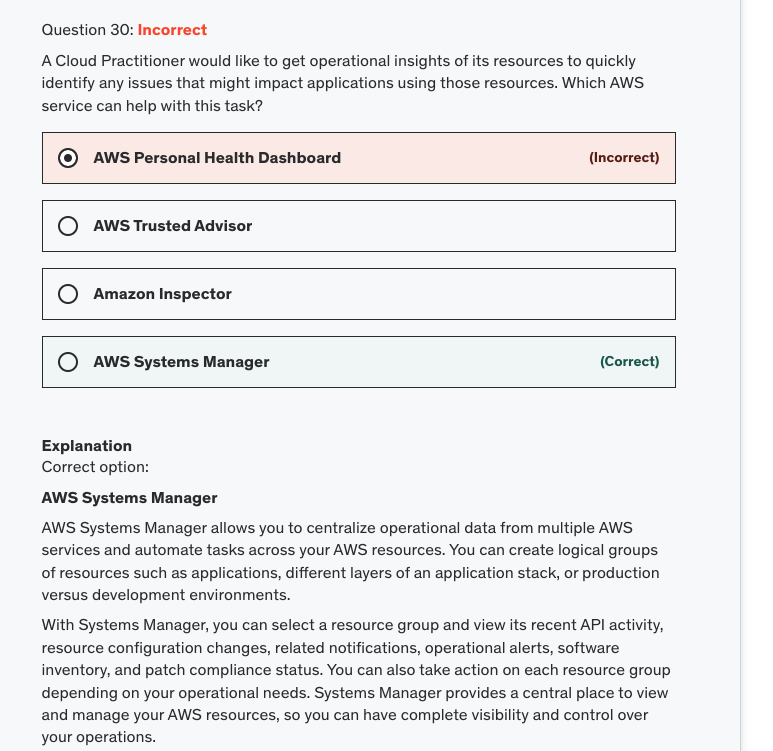 Question 30: Incorrect
A Cloud Practitioner would like to get operational insights of its resources to quickly
identify any issues that might impact applications using those resources. Which AWS
service can help with this task?
AWS Personal Health Dashboard (Incorrect)
AWS Trusted Advisor
Amazon Inspector
AWS Systems Manager (Correct)
Explanation
Correct option:
AWS Systems Manager
AWS Systems Manager allows you to centralize operational data from multiple AWS
services and automate tasks across your AWS resources. You can create logical groups
of resources such as applications, different layers of an application stack, or production
versus development environments.
With Systems Manager, you can select a resource group and view its recent API activity,
resource configuration changes, related notifications, operational alerts, software
inventory, and patch compliance status. You can also take action on each resource group
depending on your operational needs. Systems Manager provides a central place to view
and manage your AWS resources, so you can have complete visibility and control over
your operations.